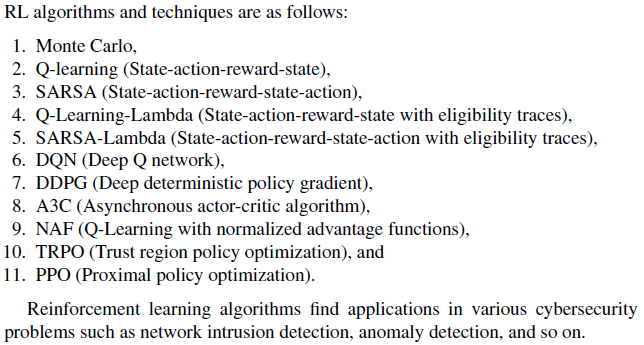 RL algorithms and techniques are as follows:
1. Monte Carlo,
2. Q-learning (State-action-reward-state),
3. SARSA (State-action-reward-state-action),
4. Q-Learning-Lambda (State-action-reward-state with eligibility traces),
5. SARSA-Lambda (State-action-reward-state-action with eligibility traces),
6. DQN (Deep Q network),
7. DDPG (Deep deterministic policy gradient),
8. A3C (Asynchronous actor-critic algorithm),
9. NAF (Q-Learning with normalized advantage functions),
10. TRPO (Trust region policy optimization), and
11. PPO (Proximal policy optimization).
Reinforcement learning algorithms find applications in various cybersecurity
problems such as network intrusion detection, anomaly detection, and so on.